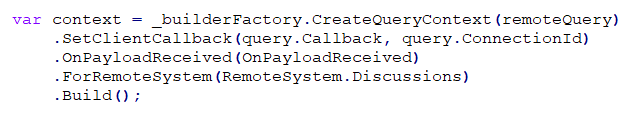 var context = _builderFactory.CreateQueryContext(remoteQuery)
    .SetClientCallback(query.Callback, query.ConnectionId)
    .OnPayloadReceived(OnPayloadReceived)
    .ForRemoteSystem(RemoteSystem.Discussions)
    .Build();